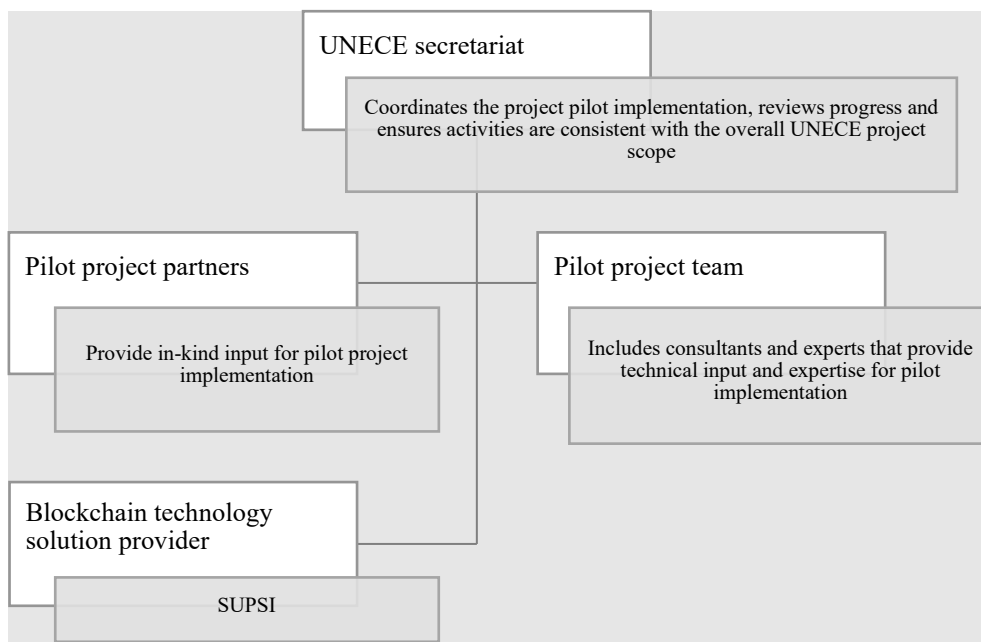 UNECE secretariat
Coordinates the project pilot implementation, reviews progress and
ensures activities are consistent with the overall UNECE project
scope
Pilot project partners
Provide in-kind input for pilot project
implementation
Pilot project team
Includes consultants and experts that provide
technical input and expertise for pilot
implementation
Blockchain technology
solution provider
SUPSI